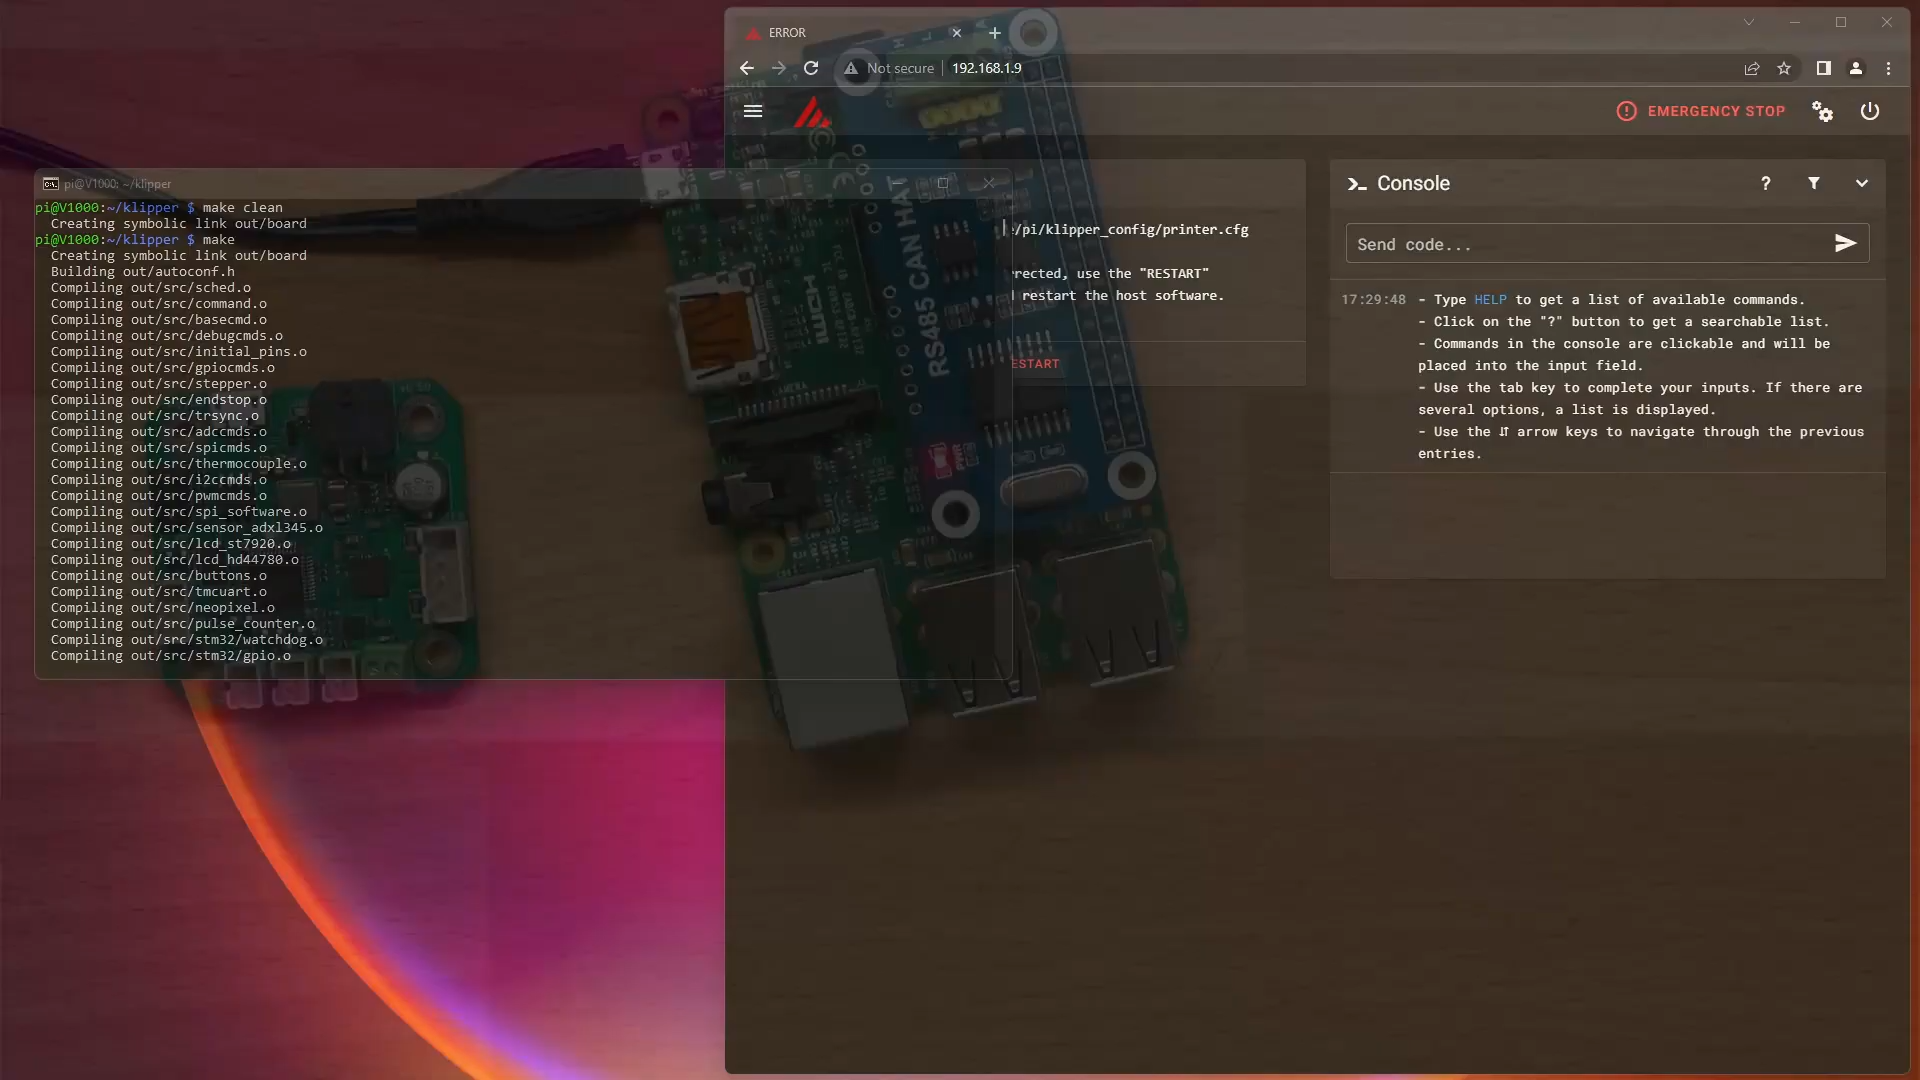 ERROR
Not secure
192.168.1.9
EMERGENCY STOP
pi@V1000: ~/klipper
pi@V1000:~/klipper $ make clean
Creating symbolic link out/board
pi@V1000:~/klipper $ make
Creating symbolic link out/board
Building out/autoconf.h
Compiling out/src/sched.o
Compiling out/src/command.o
Compiling out/src/basecmd.o
Compiling out/src/debugcmds.o
Compiling out/src/initial_pins.o
Compiling out/src/gpiocmds.o
Compiling out/src/stepper.o
Compiling out/src/endstop.o
Compiling out/src/trsync.o
Compiling out/src/adccmds.o
Compiling out/src/spicmds.o
Compiling out/src/thermocouple.o
Compiling out/src/i2ccmds.o
Compiling out/src/pwmcmds.o
Compiling out/src/spi_software.o
Compiling out/src/sensor_adxl345.o
Compiling out/src/lcd_st7920.o
Compiling out/src/lcd_hd44780.o
Compiling out/src/buttons.o
Compiling out/src/tmcuart.o
Compiling out/src/neopixel.o
Compiling out/src/pulse_counter.o
Compiling out/src/stm32/watchdog.o
Compiling out/src/stm32/gpio.o
/pi/klipper_config/printer.cfg
rrected, use the "RESTART"
restart the host software.
ESTART
RS485 CAN HAT
CAMERA
PWR
Console
Send code...
17:29:48 - Type HELP to get a list of available commands.
- Click on the "?" button to get a searchable list.
- Commands in the console are clickable and will be
placed into the input field.
- Use the tab key to complete your inputs. If there are
several options, a list is displayed.
- Use the ⇵ arrow keys to navigate through the previous
entries.